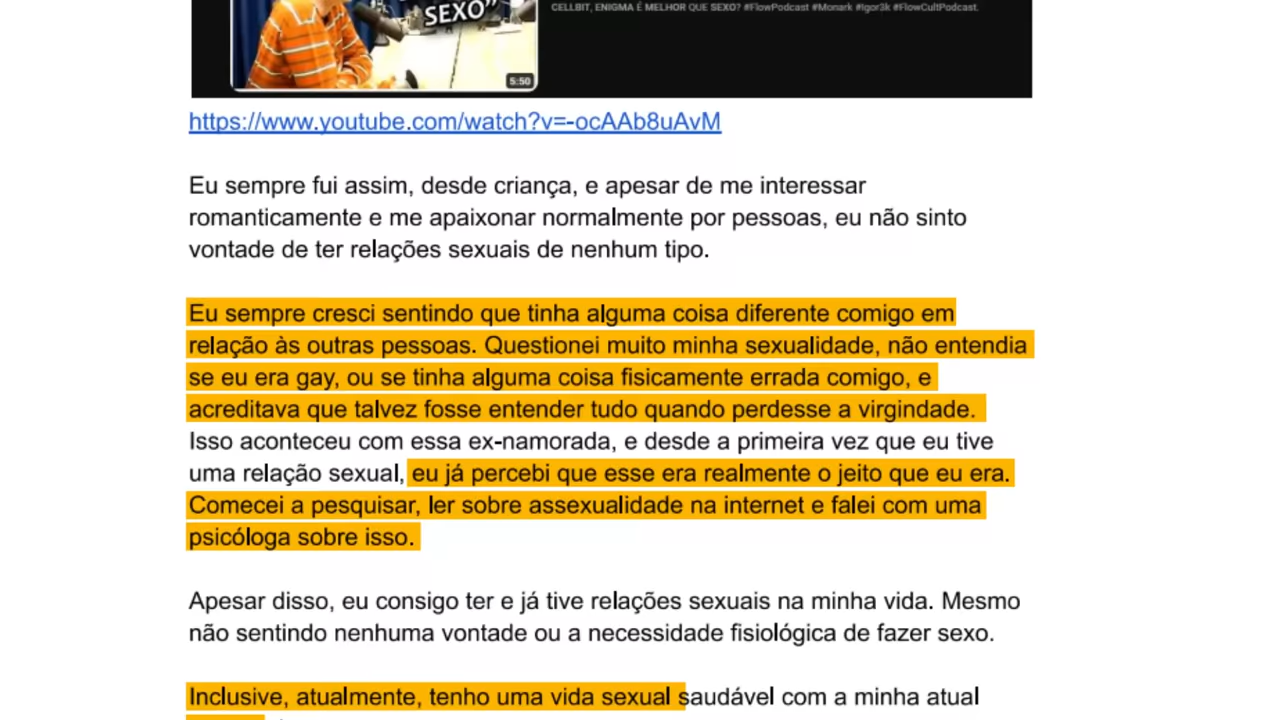 SEXO”
CELLBIT, ENIGMA É MELHOR QUE SEXO? #FlowPodcast #Monark #Igor3k #FlowCultPodcast.
5:50
https://www.youtube.com/watch?v=-ocAAb8uAvM
Eu sempre fui assim, desde criança, e apesar de me interessar
romanticamente e me apaixonar normalmente por pessoas, eu não sinto
vontade de ter relações sexuais de nenhum tipo.
Eu sempre cresci sentindo que tinha alguma coisa diferente comigo em
relação às outras pessoas. Questionei muito minha sexualidade, não entendia
se eu era gay, ou se tinha alguma coisa fisicamente errada comigo, e
acreditava que talvez fosse entender tudo quando perdesse a virgindade.
Isso aconteceu com essa ex-namorada, e desde a primeira vez que eu tive
uma relação sexual, eu já percebi que esse era realmente o jeito que eu era.
Comecei a pesquisar, ler sobre assexualidade na internet e falei com uma
psicóloga sobre isso.
Apesar disso, eu consigo ter e já tive relações sexuais na minha vida. Mesmo
não sentindo nenhuma vontade ou a necessidade fisiológica de fazer sexo.
Inclusive, atualmente, tenho uma vida sexual saudável com a minha atual